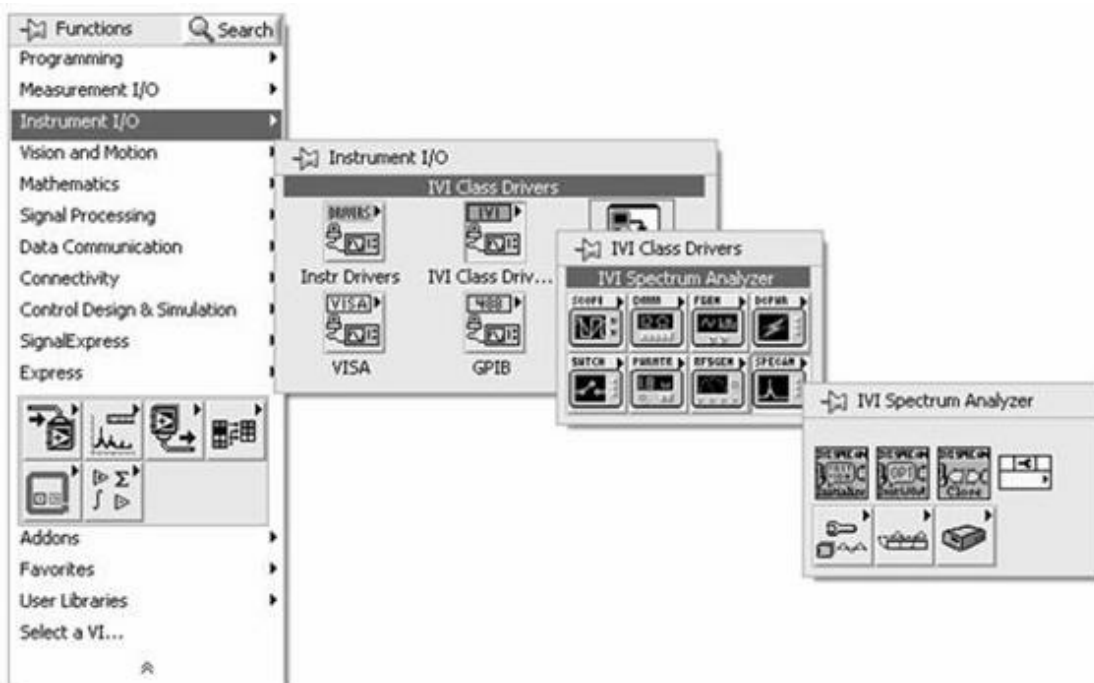 Functions
Search
Programming
Measurement I/O
Instrument I/O
Vision and Motion
Mathematics
Signal Processing
Data Communication
Connectivity
Control Design & Simulation
SignalExpress
Express
Addons
Favorites
User Libraries
Select a VI...
Instrument I/O
IVI Class Drivers
DRIVERS
IVI
Instr Drivers
IVI Class Driv...
VISA
488
VISA
GPIB
IVI Class Drivers
IVI Spectrum Analyzer
SCOPE
DMM
FGEN
DCPWR
SWTCH
PWRMTR
RFSGEN
SPECAN
IVI Spectrum Analyzer
Initialize
Close